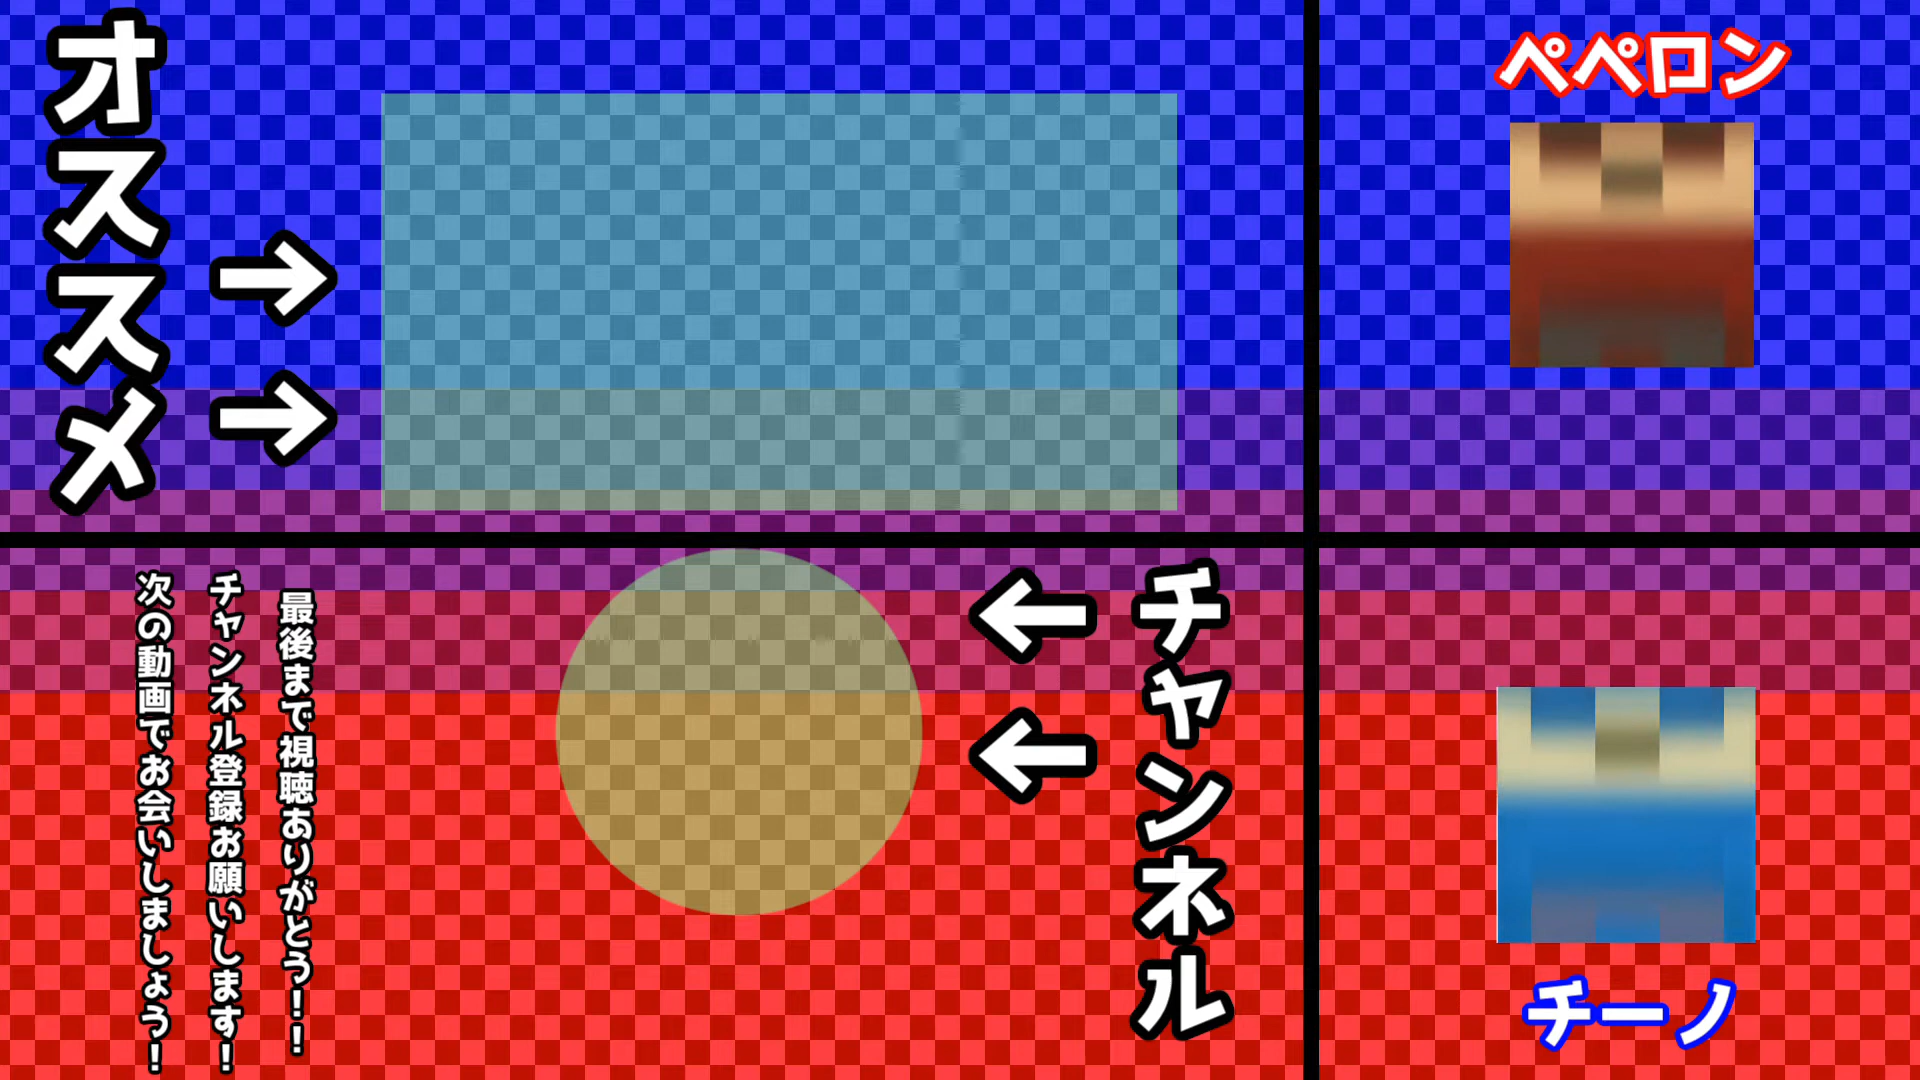 オススメ
→
→
ペペロン
チャンネル
←
←
最後まで視聴ありがとう！！
チャンネル登録お願いします！
次の動画でお会いしましょう！
チーノ